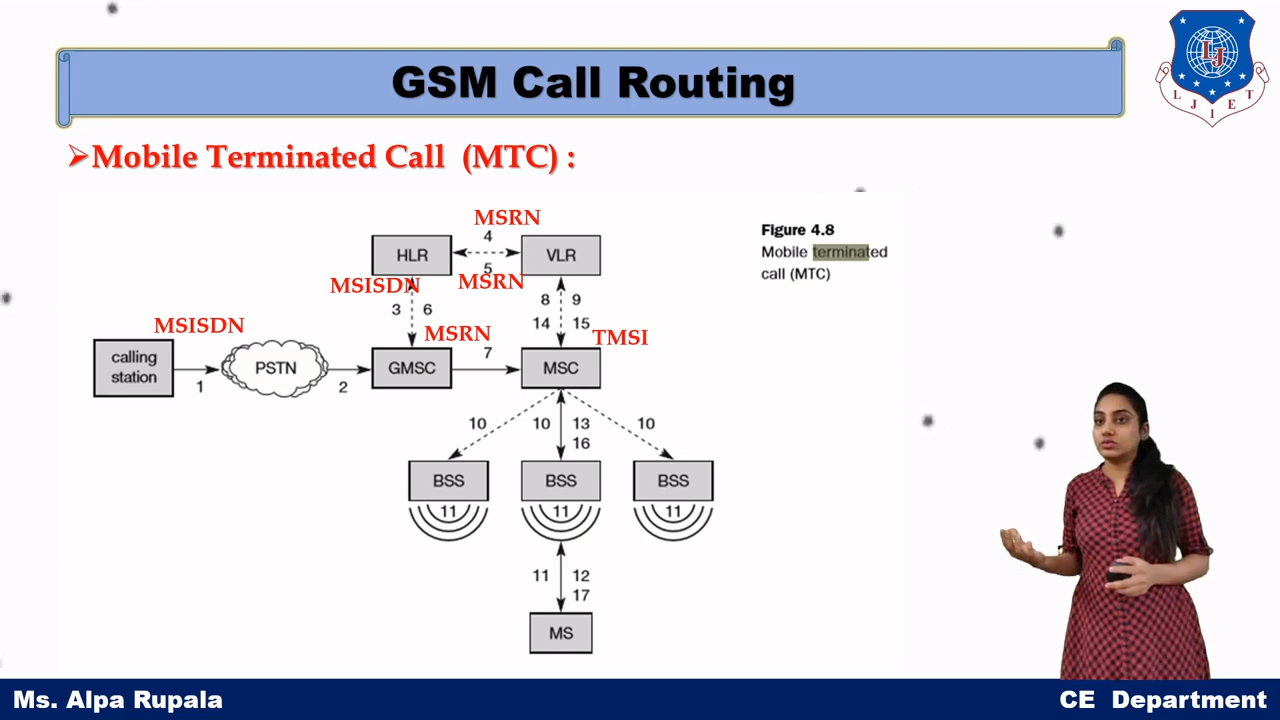 GSM Call Routing
L J I E T
Mobile Terminated Call (MTC) :
MSRN
4
HLR
VLR
5
MSISDN
MSRN
3
6
8
9
14
15
MSISDN
MSRN
TMSI
calling
station
PSTN
GMSC
7
MSC
1
2
10
10
13
10
16
BSS
BSS
BSS
11
11
11
11
12
17
MS
Figure 4.8
Mobile terminated
call (MTC)
Ms. Alpa Rupala
CE Department